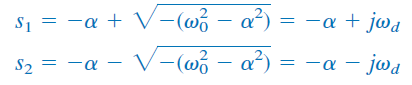 s₁ = −α + √−(ω₀² − α²) = −α + jω_d
s₂ = −α − √−(ω₀² − α²) = −α − jω_d